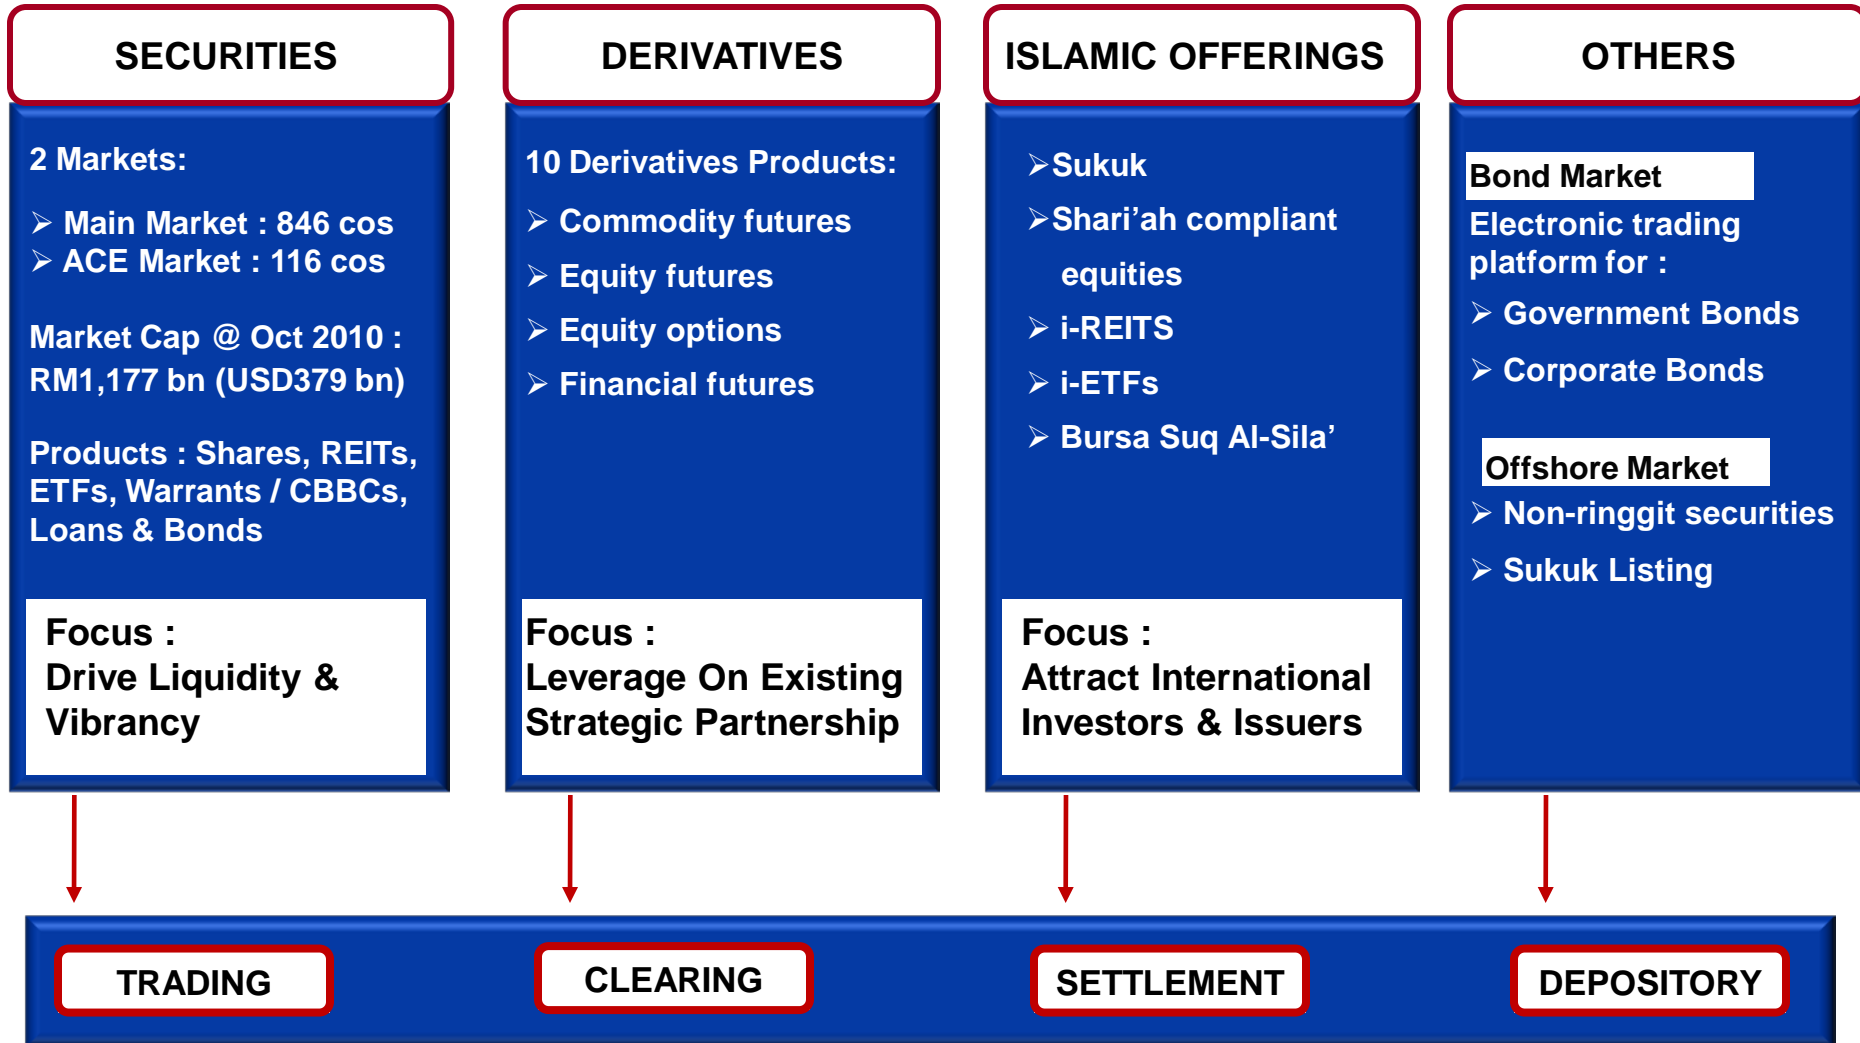 SECURITIES
2 Markets:
➢ Main Market : 846 cos
➢ ACE Market : 116 cos
Market Cap @ Oct 2010 :
RM1,177 bn (USD379 bn)
Products : Shares, REITs,
ETFs, Warrants / CBBCs,
Loans & Bonds
Focus :
Drive Liquidity &
Vibrancy
DERIVATIVES
10 Derivatives Products:
➢ Commodity futures
➢ Equity futures
➢ Equity options
➢ Financial futures
Focus :
Leverage On Existing
Strategic Partnership
ISLAMIC OFFERINGS
➢Sukuk
➢Shari’ah compliant
equities
➢ i-REITS
➢ i-ETFs
➢ Bursa Suq Al-Sila’
Focus :
Attract International
Investors & Issuers
OTHERS
Bond Market
Electronic trading
platform for :
➢ Government Bonds
➢ Corporate Bonds
Offshore Market
➢ Non-ringgit securities
➢ Sukuk Listing
TRADING
CLEARING
SETTLEMENT
DEPOSITORY